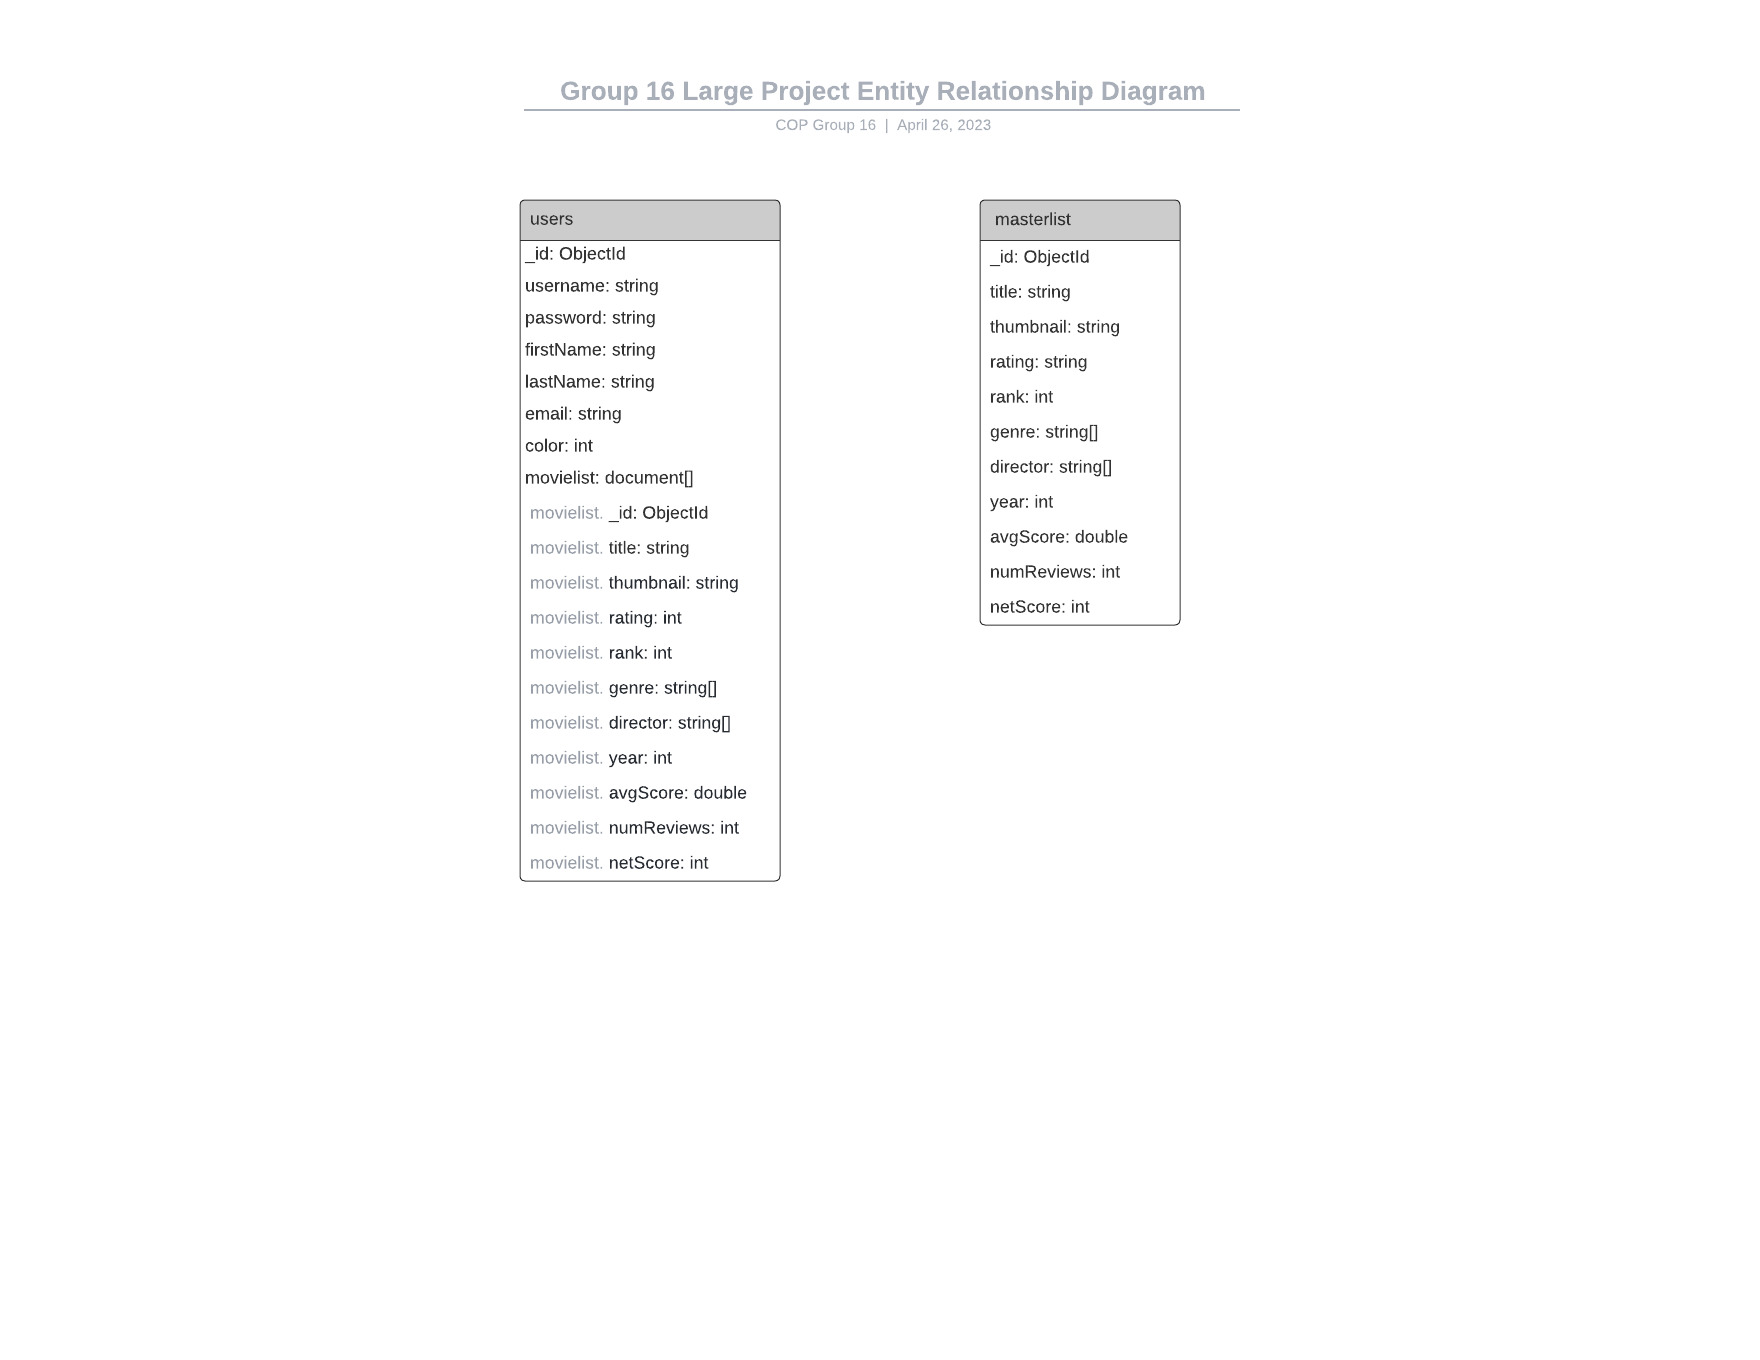 Group 16 Large Project Entity Relationship Diagram
COP Group 16 | April 26, 2023
users
_id: ObjectId
username: string
password: string
firstName: string
lastName: string
email: string
color: int
movielist: document[]
movielist. _id: ObjectId
movielist. title: string
movielist. thumbnail: string
movielist. rating: int
movielist. rank: int
movielist. genre: string[]
movielist. director: string[]
movielist. year: int
movielist. avgScore: double
movielist. numReviews: int
movielist. netScore: int
masterlist
_id: ObjectId
title: string
thumbnail: string
rating: string
rank: int
genre: string[]
director: string[]
year: int
avgScore: double
numReviews: int
netScore: int